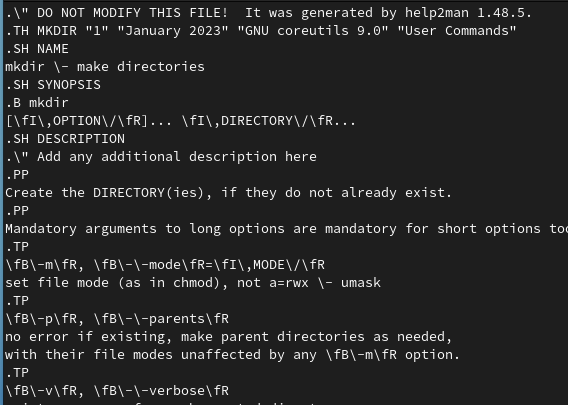 .\" DO NOT MODIFY THIS FILE!  It was generated by help2man 1.48.5.
.TH MKDIR "1" "January 2023" "GNU coreutils 9.0" "User Commands"
.SH NAME
mkdir \- make directories
.SH SYNOPSIS
.B mkdir
[\fI\,OPTION\/\fR]... \fI\,DIRECTORY\/\fR...
.SH DESCRIPTION
.\" Add any additional description here
.PP
Create the DIRECTORY(ies), if they do not already exist.
.PP
Mandatory arguments to long options are mandatory for short options too
.TP
\fB\-m\fR, \fB\-\-mode\fR=\fI\,MODE\/\fR
set file mode (as in chmod), not a=rwx \- umask
.TP
\fB\-p\fR, \fB\-\-parents\fR
no error if existing, make parent directories as needed,
with their file modes unaffected by any \fB\-m\fR option.
.TP
\fB\-v\fR, \fB\-\-verbose\fR